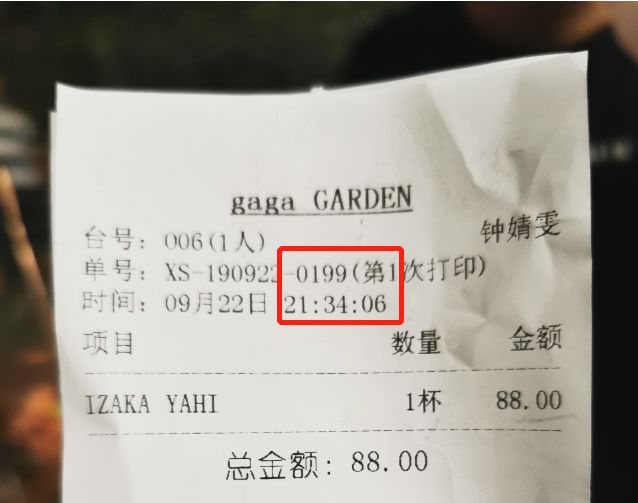 gaga GARDEN
台号: 006(1人) 钟婧雯
单号: XS-190922-0199(第1次打印)
时间: 09月22日 21:34:06
项目 数量 金额
IZAKA YAHI 1杯 88.00
总金额: 88.00